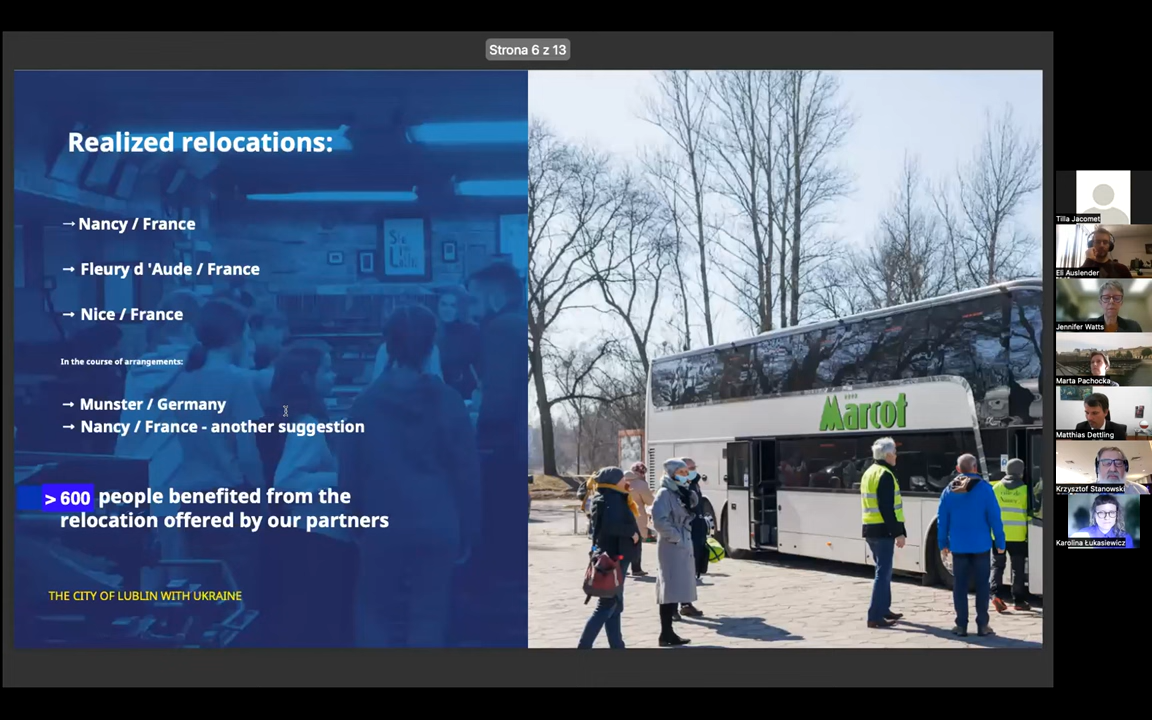 Strona 6 z 13
Realized relocations:
→ Nancy / France
→ Fleury d 'Aude / France
→ Nice / France
In the course of arrangements:
→ Munster / Germany
→ Nancy / France - another suggestion
> 600 people benefited from the
relocation offered by our partners
THE CITY OF LUBLIN WITH UKRAINE
Marcot
Tilla Jacomet
Eli Auslender
Jennifer Watts
Marta Pachocka
Matthias Dettling
Krzysztof Stanowski
Karolina Łukasiewicz